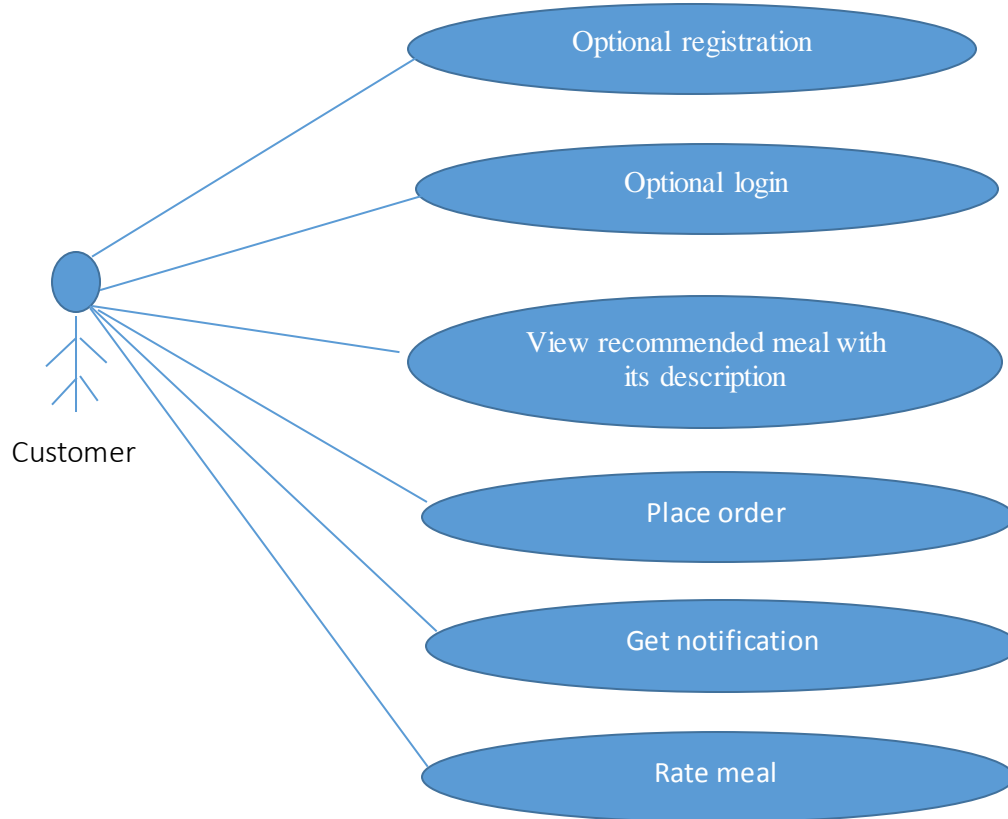 Optional registration
Optional login
View recommended meal with
its description
Customer
Place order
Get notification
Rate meal